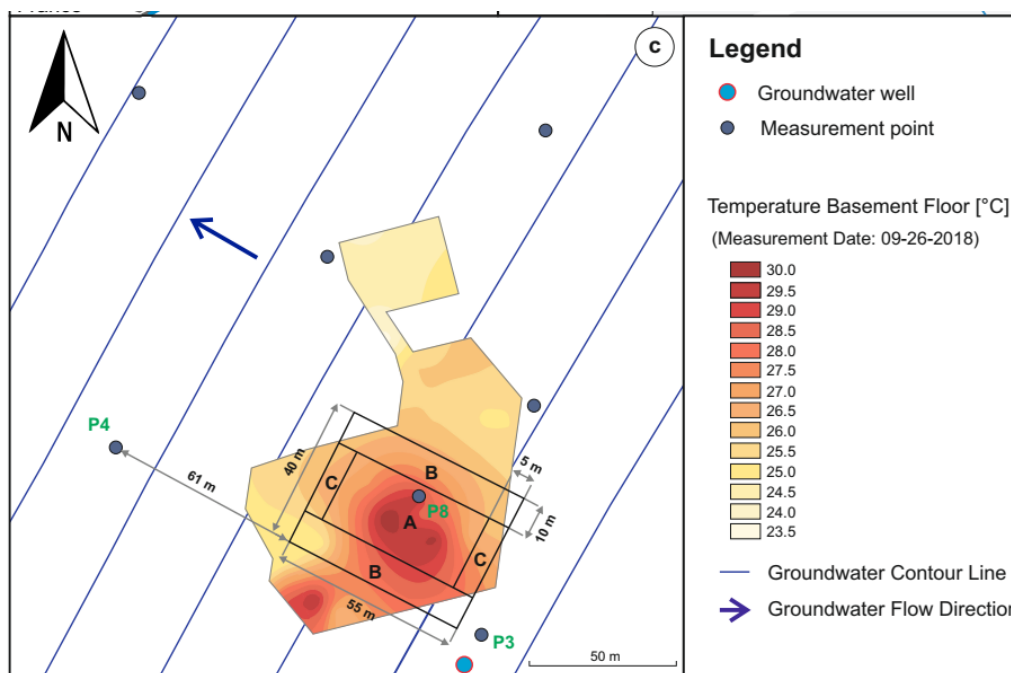 C
N
P4
61 m
40 m
B
5 m
C
P8
A
10 m
C
B
55 m
P3
50 m
Legend
Groundwater well
Measurement point
Temperature Basement Floor [°C]
(Measurement Date: 09-26-2018)
30.0
29.5
29.0
28.5
28.0
27.5
27.0
26.5
26.0
25.5
25.0
24.5
24.0
23.5
Groundwater Contour Line
Groundwater Flow Direction